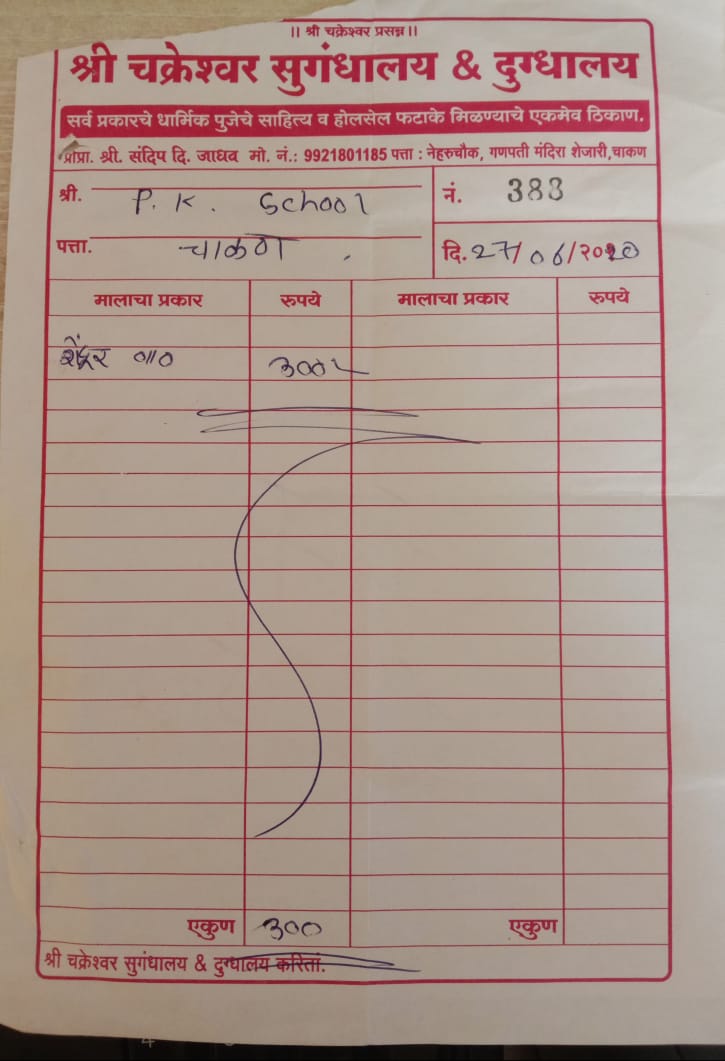 ।। श्री चक्रेश्वर प्रसन्न ।।
श्री चक्रेश्वर सुगंधालय & दुग्धालय
सर्व प्रकारचे धार्मिक पुजेचे साहित्य व होलसेल फटाके मिळण्याचे एकमेव ठिकाण.
प्रोप्रा. श्री. संदिप दि. जाधव मो. नं.: 9921801185 पत्ता : नेहरुचौक, गणपती मंदिरा शेजारी, चाकण
श्री. P. K. School नं. 383
पत्ता. चाकण दि. 27/06/2020
मालाचा प्रकार रुपये मालाचा प्रकार रुपये
शेंदूर 300
एकुण 300 एकुण
श्री चक्रेश्वर सुगंधालय & दुग्धालय करितां.